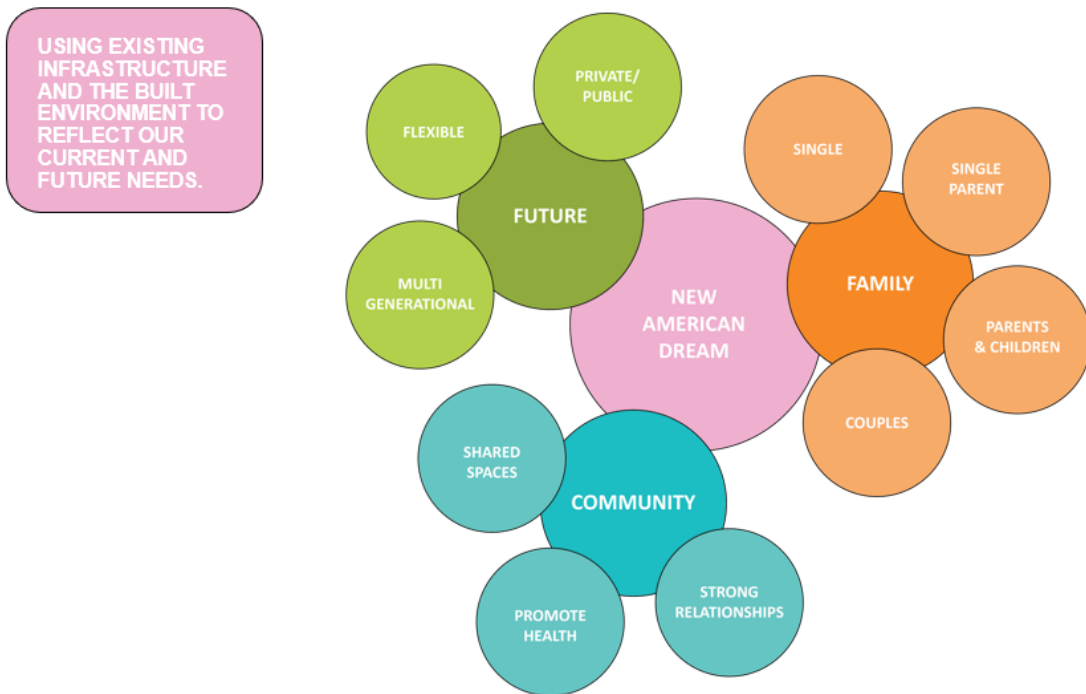 USING EXISTING
INFRASTRUCTURE
AND THE BUILT
ENVIRONMENT TO
REFLECT OUR
CURRENT AND
FUTURE NEEDS.
PRIVATE/
PUBLIC
FLEXIBLE
FUTURE
MULTI
GENERATIONAL
NEW
AMERICAN
DREAM
SINGLE
SINGLE
PARENT
FAMILY
PARENTS
& CHILDREN
COUPLES
SHARED
SPACES
COMMUNITY
PROMOTE
HEALTH
STRONG
RELATIONSHIPS